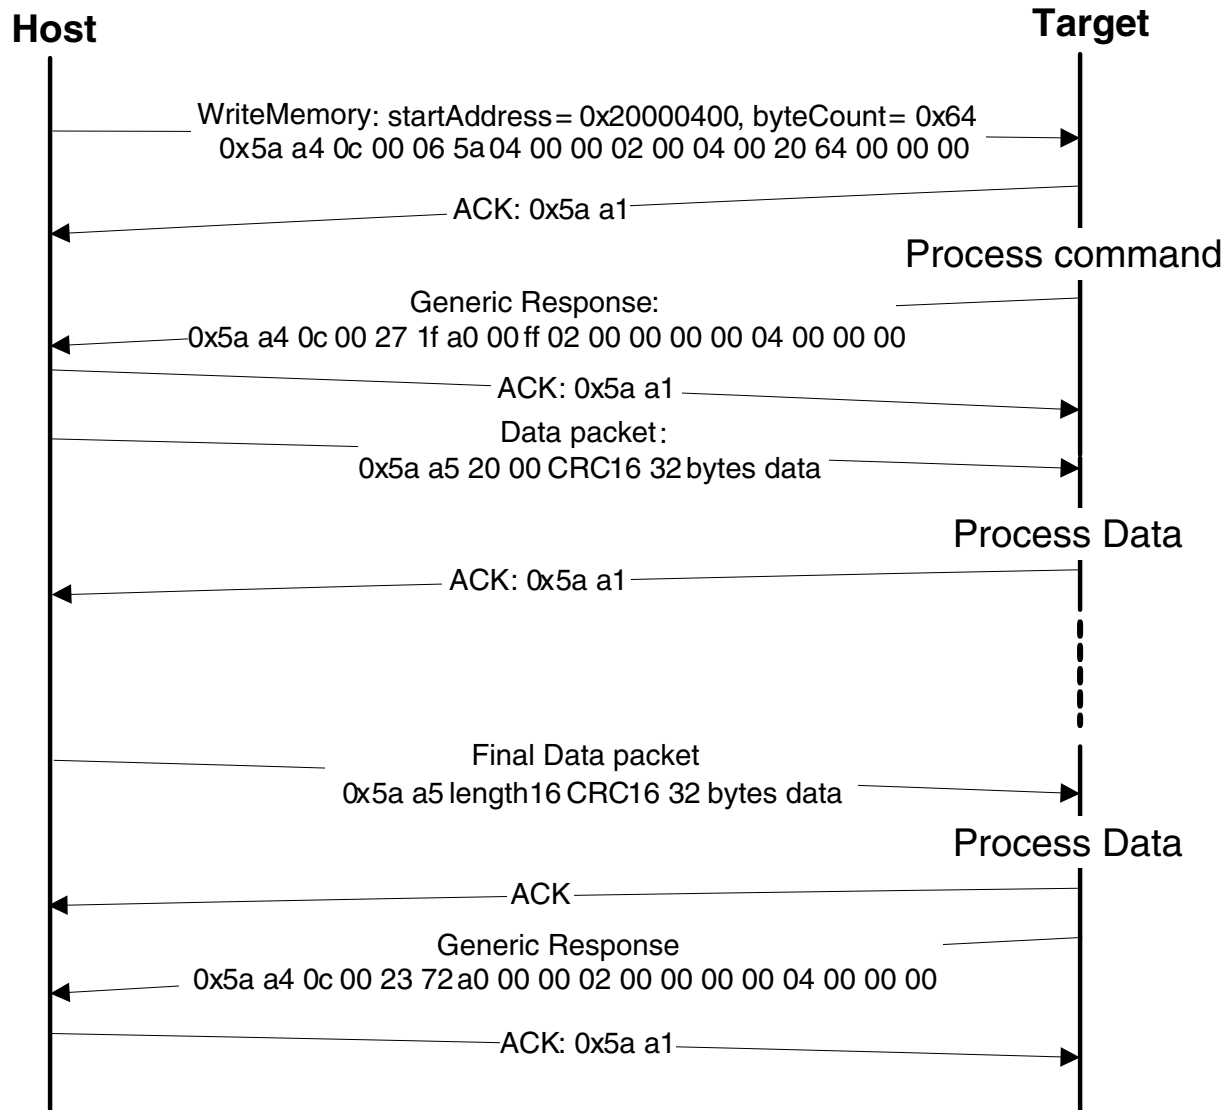 Host
Target
WriteMemory: startAddress= 0x20000400, byteCount= 0x64
0x5a a4 0c 00 06 5a 04 00 00 02 00 04 00 20 64 00 00 00
ACK: 0x5a a1
Process command
Generic Response:
0x5a a4 0c 00 27 1f a0 00 ff 02 00 00 00 00 04 00 00 00
ACK: 0x5a a1
Data packet:
0x5a a5 20 00 CRC16 32 bytes data
Process Data
ACK: 0x5a a1
Final Data packet
0x5a a5 length16 CRC16 32 bytes data
Process Data
ACK
Generic Response
0x5a a4 0c 00 23 72 a0 00 00 02 00 00 00 00 04 00 00 00
ACK: 0x5a a1